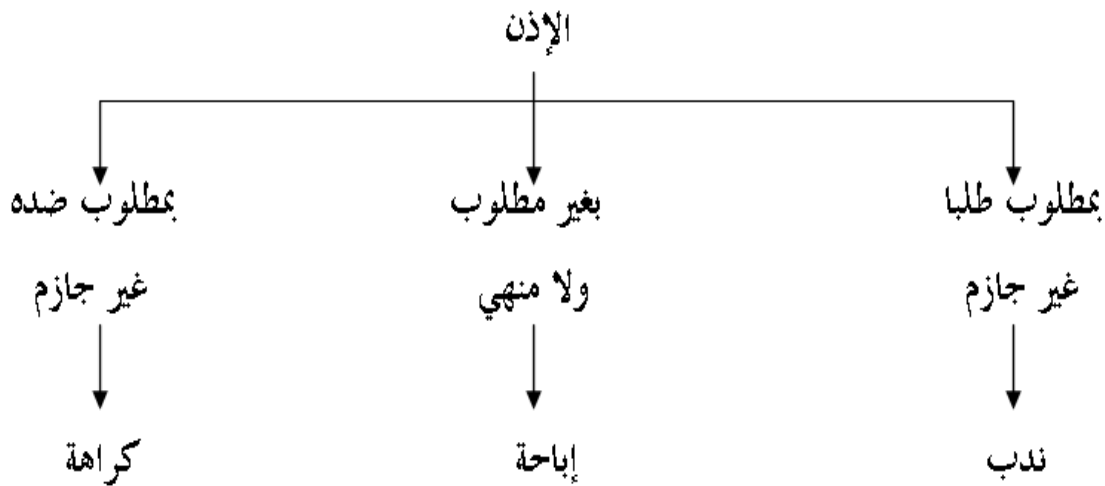 الإذن
بمطلوب طلبا
غير جازم
ندب
بغير مطلوب
ولا منهي
إباحة
بمطلوب ضده
غير جازم
كراهة